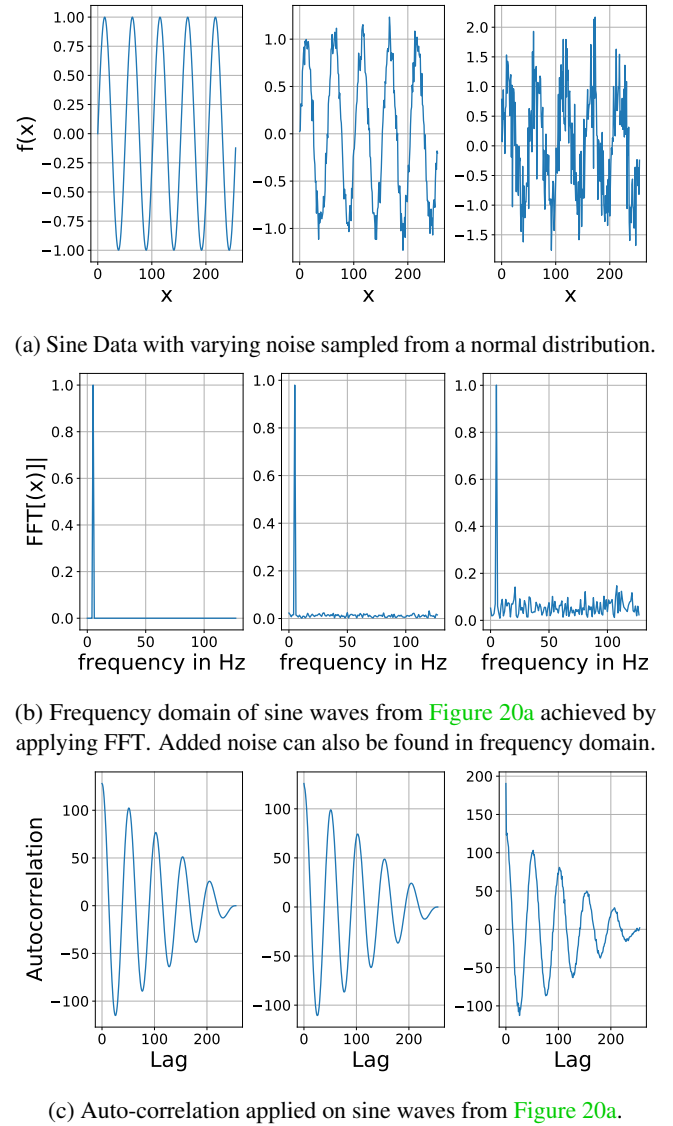 1.00
0.75
0.50
0.25
0.00
−0.25
−0.50
−0.75
−1.00
f(x)
0 100 200
x
1.0
0.5
0.0
−0.5
−1.0
0 100 200
x
2.0
1.5
1.0
0.5
0.0
−0.5
−1.0
−1.5
0 100 200
x
(a) Sine Data with varying noise sampled from a normal distribution.
1.0
0.8
0.6
0.4
0.2
0.0
FFT[(x)]|
0 50 100
frequency in Hz
1.0
0.8
0.6
0.4
0.2
0.0
0 50 100
frequency in Hz
1.0
0.8
0.6
0.4
0.2
0.0
0 50 100
frequency in Hz
(b) Frequency domain of sine waves from Figure 20a achieved by
applying FFT. Added noise can also be found in frequency domain.
100
50
0
−50
−100
Autocorrelation
0 200
Lag
100
50
0
−50
−100
0 200
Lag
200
150
100
50
0
−50
−100
0 200
Lag
(c) Auto-correlation applied on sine waves from Figure 20a.